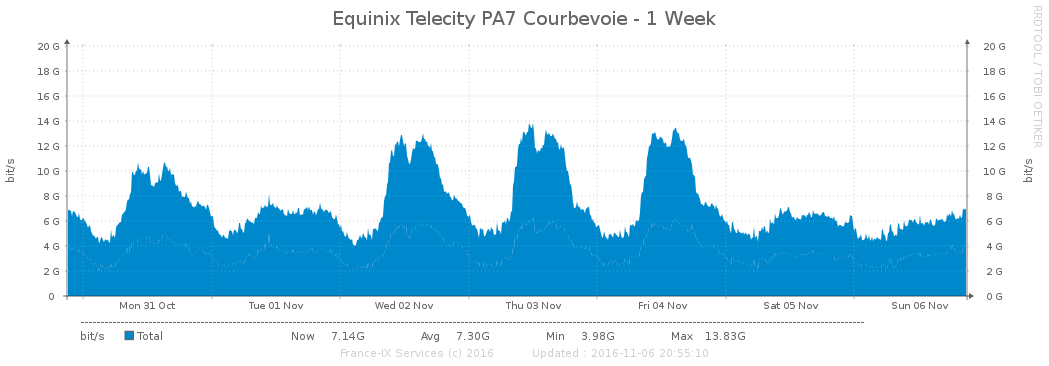 Equinix Telecity PA7 Courbevoie - 1 Week
RRDTOOL / TOBI OETIKER
bit/s
20 G
18 G
16 G
14 G
12 G
10 G
8 G
6 G
4 G
2 G
0
20 G
18 G
16 G
14 G
12 G
10 G
8 G
6 G
4 G
2 G
0 G
bit/s
Mon 31 Oct Tue 01 Nov Wed 02 Nov Thu 03 Nov Fri 04 Nov Sat 05 Nov Sun 06 Nov
bit/s Total Now 7.14G Avg 7.30G Min 3.98G Max 13.83G
France-IX Services (c) 2016 Updated : 2016-11-06 20:55:10